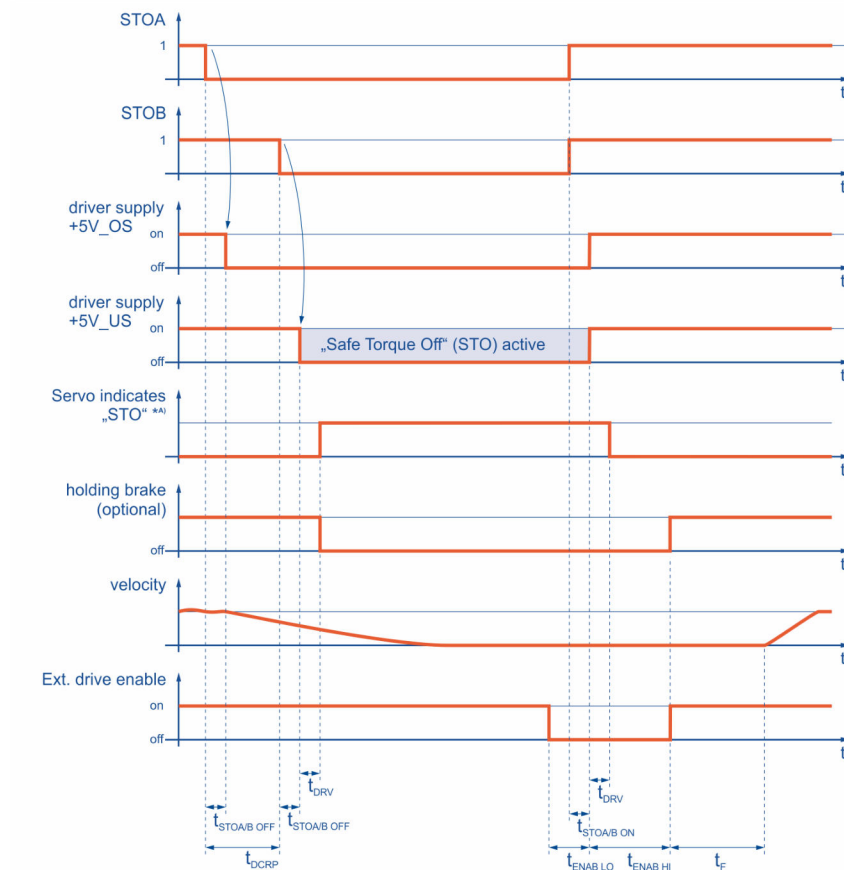 STOA
1
t
STOB
1
t
driver supply
+5V_OS
on
off
t
driver supply
+5V_US
on
„Safe Torque Off“ (STO) active
off
t
Servo indicates
„STO“ *A)
t
holding brake
(optional)
off
t
velocity
t
Ext. drive enable
on
off
t
tDRV
tDRV
tSTOA/B OFF
tSTOA/B OFF
tSTOA/B ON
tDCRP
tENAB LO
tENAB HI
tF